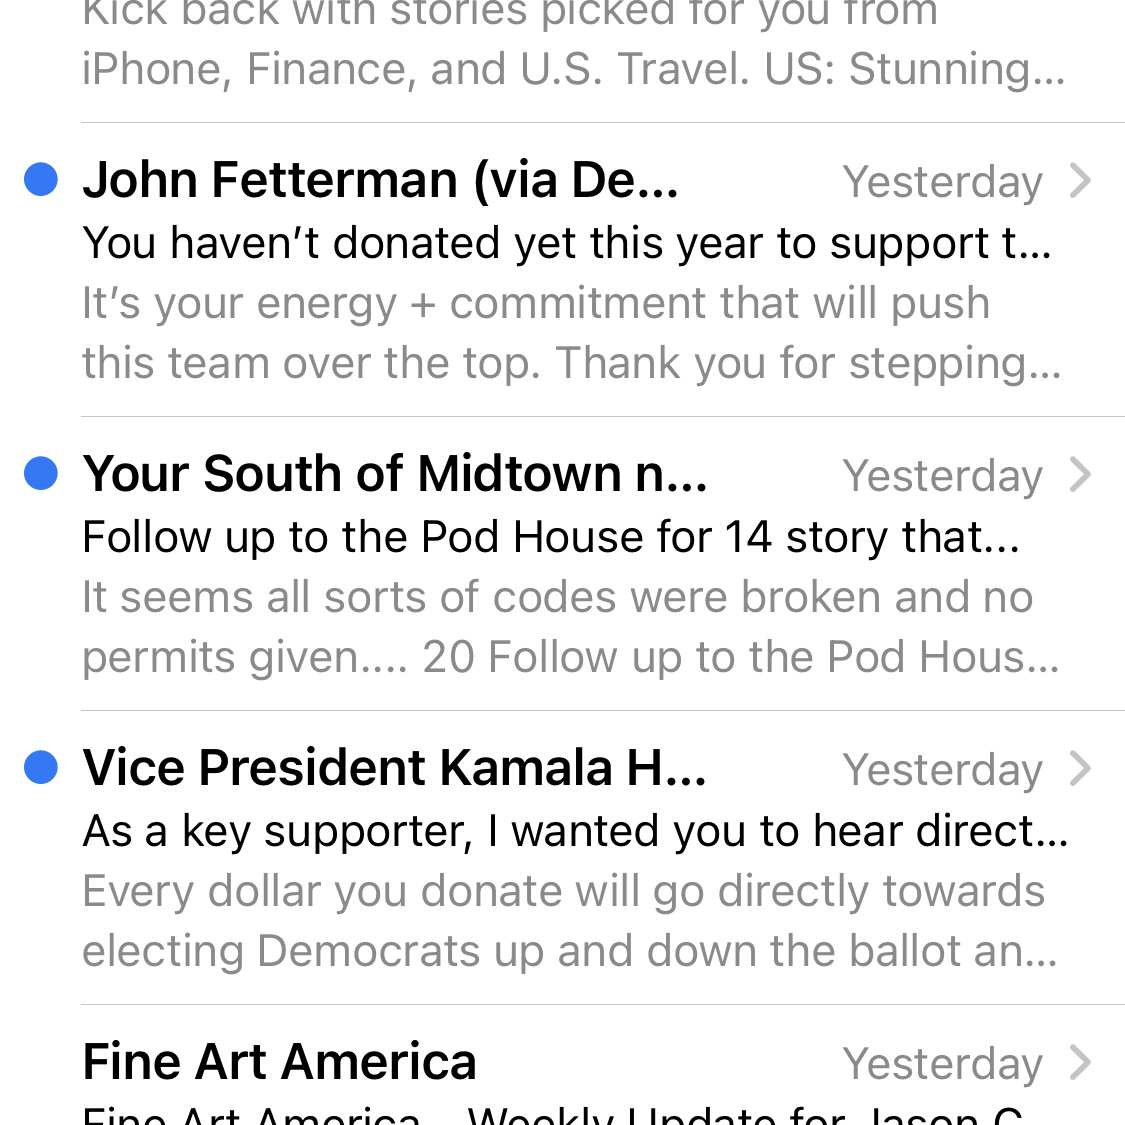 Kick back with stories picked for you from
iPhone, Finance, and U.S. Travel. US: Stunning...
John Fetterman (via De... Yesterday
You haven't donated yet this year to support t...
It's your energy + commitment that will push
this team over the top. Thank you for stepping...
Your South of Midtown n... Yesterday
Follow up to the Pod House for 14 story that...
It seems all sorts of codes were broken and no
permits given.... 20 Follow up to the Pod Hous...
Vice President Kamala H... Yesterday
As a key supporter, I wanted you to hear direct...
Every dollar you donate will go directly towards
electing Democrats up and down the ballot an...
Fine Art America Yesterday
Fine Art America - Weekly Update for Jason C